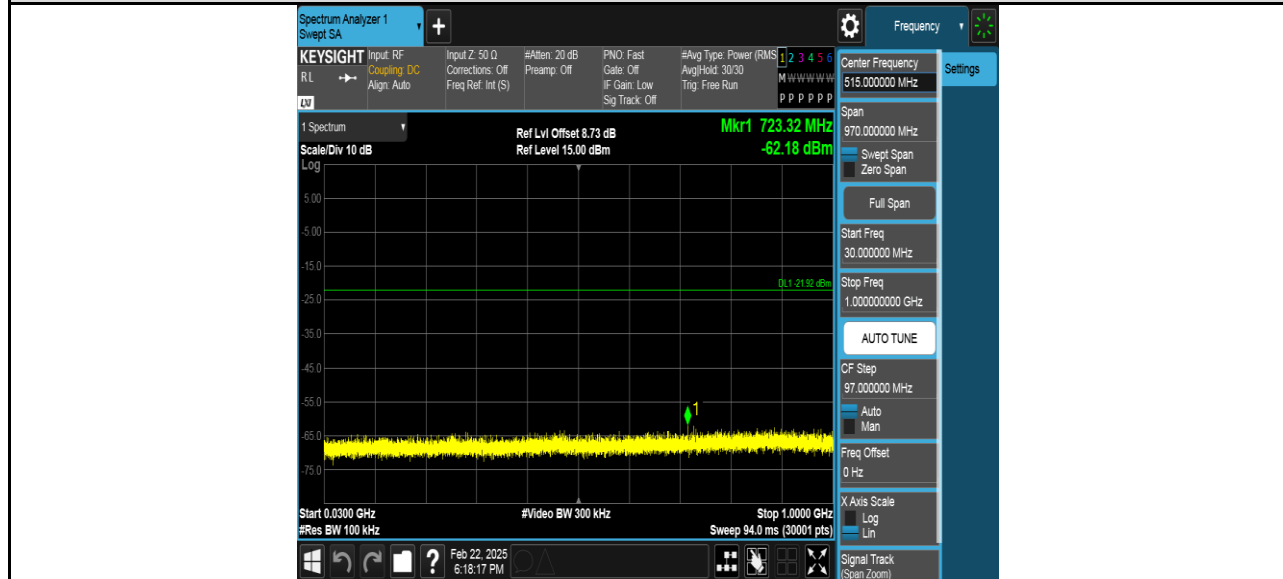 Spectrum Analyzer 1
Swept SA
+
Frequency
KEYSIGHT
RL
LXI
Input: RF
Coupling: DC
Align: Auto
Input Z: 50 Ω
Corrections: Off
Freq Ref: Int (S)
#Atten: 20 dB
Preamp: Off
PNO: Fast
Gate: Off
IF Gain: Low
Sig Track: Off
#Avg Type: Power (RMS
Avg|Hold: 30/30
Trig: Free Run
1 2 3 4 5 6
M W W W W W
P P P P P P
1 Spectrum
Scale/Div 10 dB
Log
Ref Lvl Offset 8.73 dB
Ref Level 15.00 dBm
Mkr1 723.32 MHz
-62.18 dBm
5.00
-5.00
-15.0
-25.0
-35.0
-45.0
-55.0
-65.0
-75.0
DL1 -21.92 dBm
1
Start 0.0300 GHz
#Res BW 100 kHz
#Video BW 300 kHz
Stop 1.0000 GHz
Sweep 94.0 ms (30001 pts)
?
Feb 22, 2025
6:18:17 PM
Center Frequency
515.000000 MHz
Settings
Span
970.000000 MHz
Swept Span
Zero Span
Full Span
Start Freq
30.000000 MHz
Stop Freq
1.000000000 GHz
AUTO TUNE
CF Step
97.000000 MHz
Auto
Man
Freq Offset
0 Hz
X Axis Scale
Log
Lin
Signal Track
(Span Zoom)